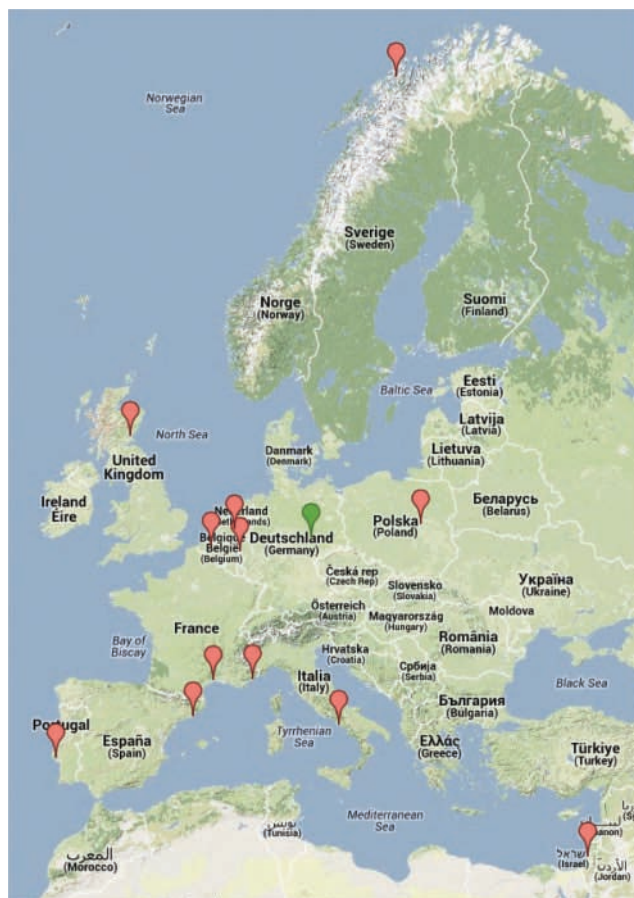 Norwegian
Sea
Sverige
(Sweden)
Norge
(Norway)
Suomi
(Finland)
Eesti
(Estonia)
Baltic Sea
Latvija
(Latvia)
North Sea
Danmark
(Denmark)
Lietuva
(Lithuania)
United
Kingdom
Ireland
Éire
Беларусь
(Belarus)
Polska
(Poland)
Deutschland
(Germany)
Belgique
België
(Belgium)
Česká rep
(Czech Rep)
Slovensko
(Slovakia)
Україна
(Ukraine)
Österreich
(Austria)
Magyarország
(Hungary)
Moldova
France
Bay of
Biscay
Hrvatska
(Croatia)
România
(Romania)
Србија
(Serbia)
Italia
(Italy)
Black Sea
България
(Bulgaria)
Portugal
España
(Spain)
Tyrrhenian
Sea
Ελλάς
(Greece)
Türkiye
(Turkey)
Mediterranean
Sea
تونس
(Tunisia)
المغرب
(Morocco)
ישראל
(Israel)
الأردن
(Jordan)